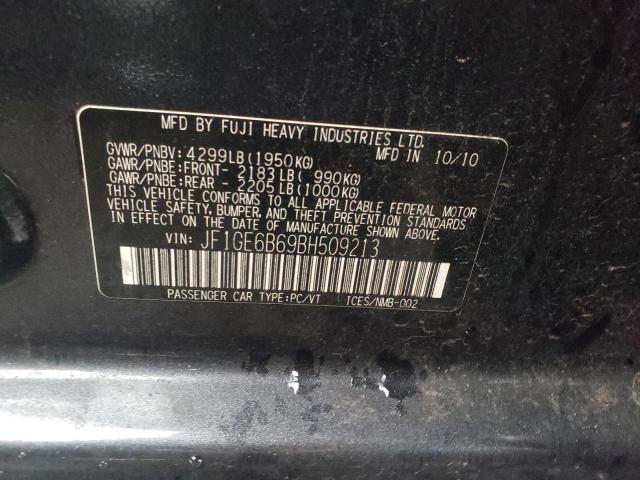 MFD BY FUJI HEAVY INDUSTRIES LTD.
GVWR/PNBV: 4299LB(1950KG) MFD IN 10/10
GAWR/PNBE:FRONT- 2183LB( 990KG)
GAWR/PNBE:REAR - 2205LB(1000KG)
THIS VEHICLE CONFORMS TO ALL APPLICABLE FEDERAL MOTOR
VEHICLE SAFETY, BUMPER, AND THEFT PREVENTION STANDARDS
IN EFFECT ON THE DATE OF MANUFACTURE SHOWN ABOVE.
VIN: JF1GE6B69BH509213
PASSENGER CAR TYPE:PC/VT ICES/NMB-002